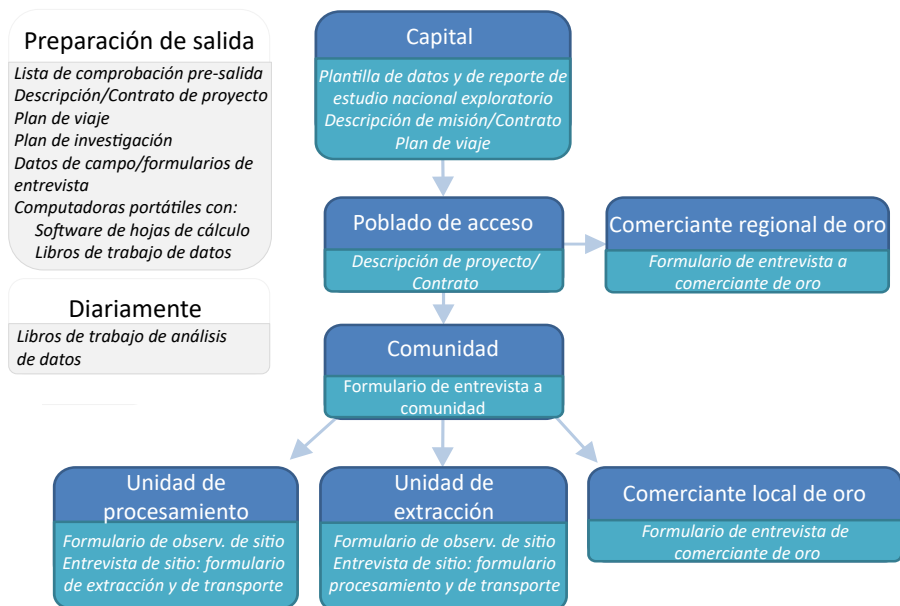 Preparación de salida
Lista de comprobación pre-salida
Descripción/Contrato de proyecto
Plan de viaje
Plan de investigación
Datos de campo/formularios de
entrevista
Computadoras portátiles con:
Software de hojas de cálculo
Libros de trabajo de datos
Diariamente
Libros de trabajo de análisis
de datos
Capital
Plantilla de datos y de reporte de
estudio nacional exploratorio
Descripción de misión/Contrato
Plan de viaje
Poblado de acceso
Descripción de proyecto/
Contrato
Comerciante regional de oro
Formulario de entrevista a
comerciante de oro
Comunidad
Formulario de entrevista a
comunidad
Unidad de
procesamiento
Formulario de observ. de sitio
Entrevista de sitio: formulario
de extracción y de transporte
Unidad de
extracción
Formulario de observ. de sitio
Entrevista de sitio: formulario
procesamiento y de transporte
Comerciante local de oro
Formulario de entrevista de
comerciante de oro